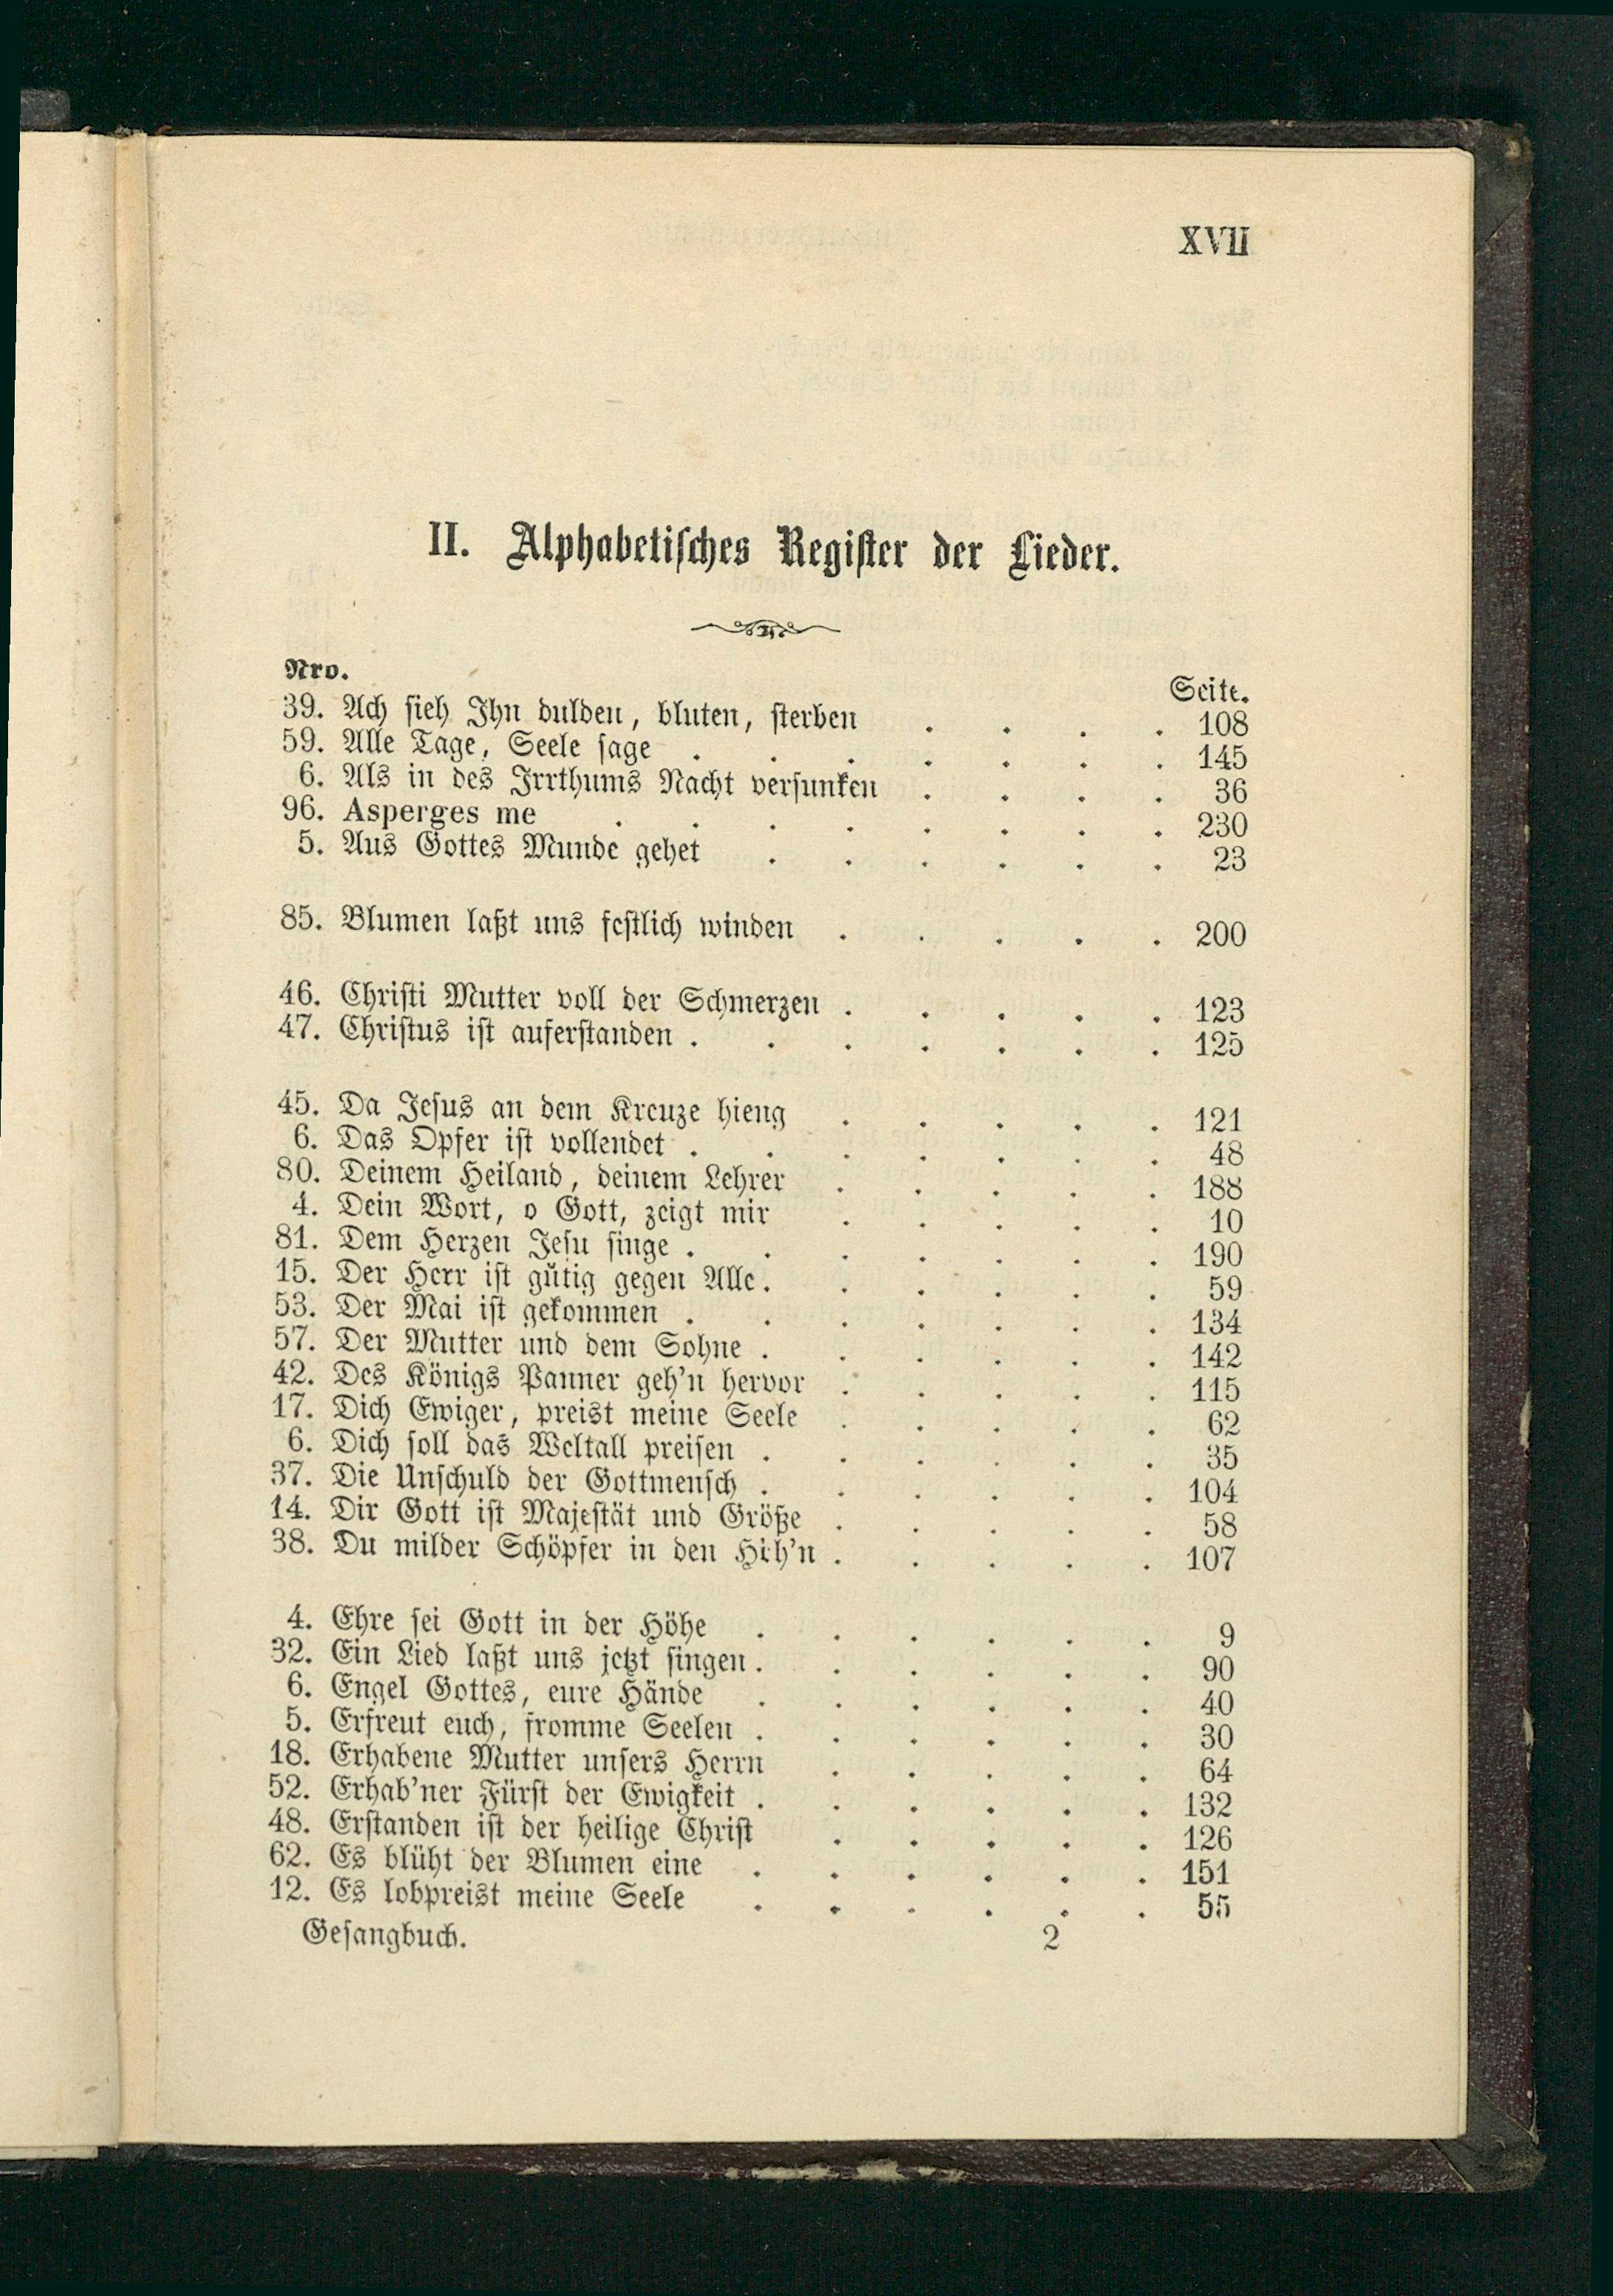 XVII
II. Alphabetisches Register der Lieder.
Nro. Seite.
39. Ach sieh Ihn dulden, bluten, sterben . . . . 108
59. Alle Tage, Seele sage . . . . . . . 145
6. Als in des Irrthums Nacht versunken . . . . 36
96. Asperges me . . . . . . . . 230
5. Aus Gottes Munde gehet . . . . . . 23
85. Blumen laßt uns festlich winden . . . . . 200
46. Christi Mutter voll der Schmerzen . . . . . 123
47. Christus ist auferstanden . . . . . . . 125
45. Da Jesus an dem Kreuze hieng . . . . . 121
6. Das Opfer ist vollendet . . . . . . . 48
80. Deinem Heiland, deinem Lehrer . . . . . 188
4. Dein Wort, o Gott, zeigt mir . . . . . 10
81. Dem Herzen Jesu singe . . . . . . . 190
15. Der Herr ist gütig gegen Alle . . . . . . 59
53. Der Mai ist gekommen . . . . . . . 134
57. Der Mutter und dem Sohne . . . . . . 142
42. Des Königs Panner geh'n hervor . . . . . 115
17. Dich Ewiger, preist meine Seele . . . . . 62
6. Dich soll das Weltall preisen . . . . . . 35
37. Die Unschuld der Gottmensch . . . . . . 104
14. Dir Gott ist Majestät und Größe . . . . . 58
38. Du milder Schöpfer in den Höh'n . . . . . 107
4. Ehre sei Gott in der Höhe . . . . . . 9
32. Ein Lied laßt uns jetzt singen . . . . . . 90
6. Engel Gottes, eure Hände . . . . . . 40
5. Erfreut euch, fromme Seelen . . . . . . 30
18. Erhabene Mutter unsers Herrn . . . . . 64
52. Erhab'ner Fürst der Ewigkeit . . . . . . 132
48. Erstanden ist der heilige Christ . . . . . 126
62. Es blüht der Blumen eine . . . . . . 151
12. Es lobpreist meine Seele . . . . . . 55
Gesangbuch. 2